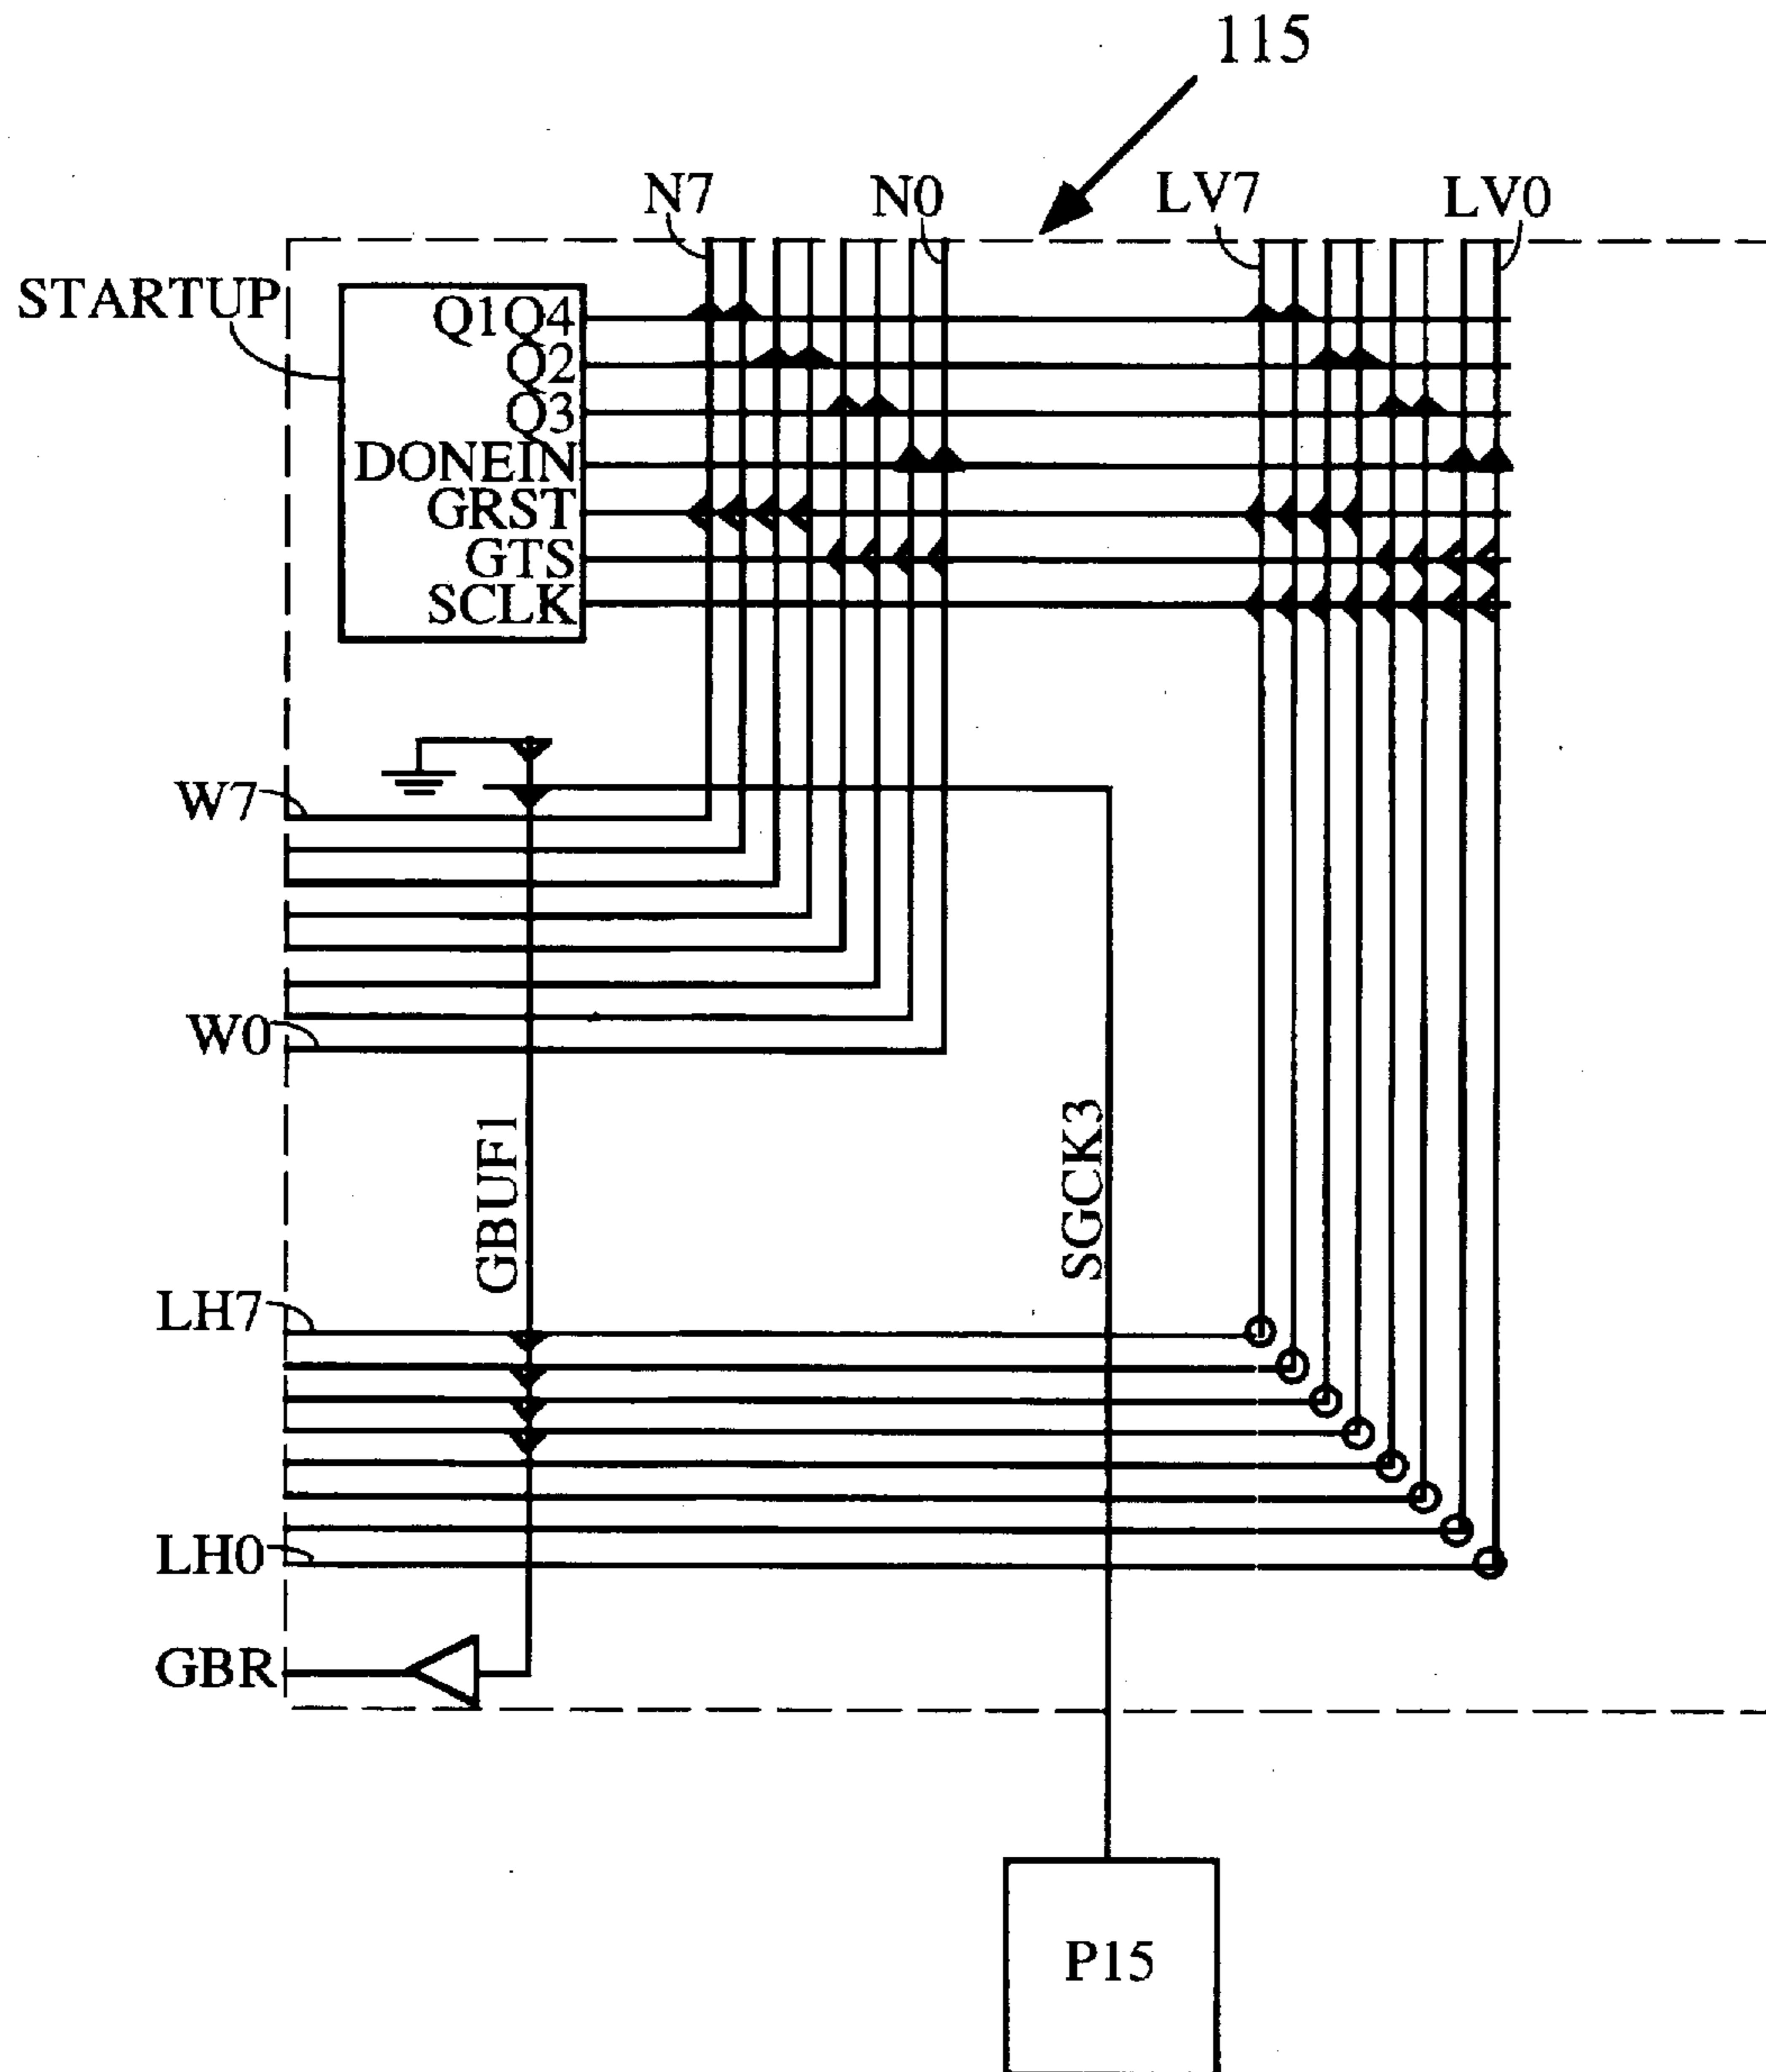 115
N7
N0
LV7
LV0
STARTUP
Q1Q4
Q2
Q3
DONEIN
GRST
GTS
SCLK
W7
W0
GBUF1
SGCK3
LH7
LH0
GBR
P15